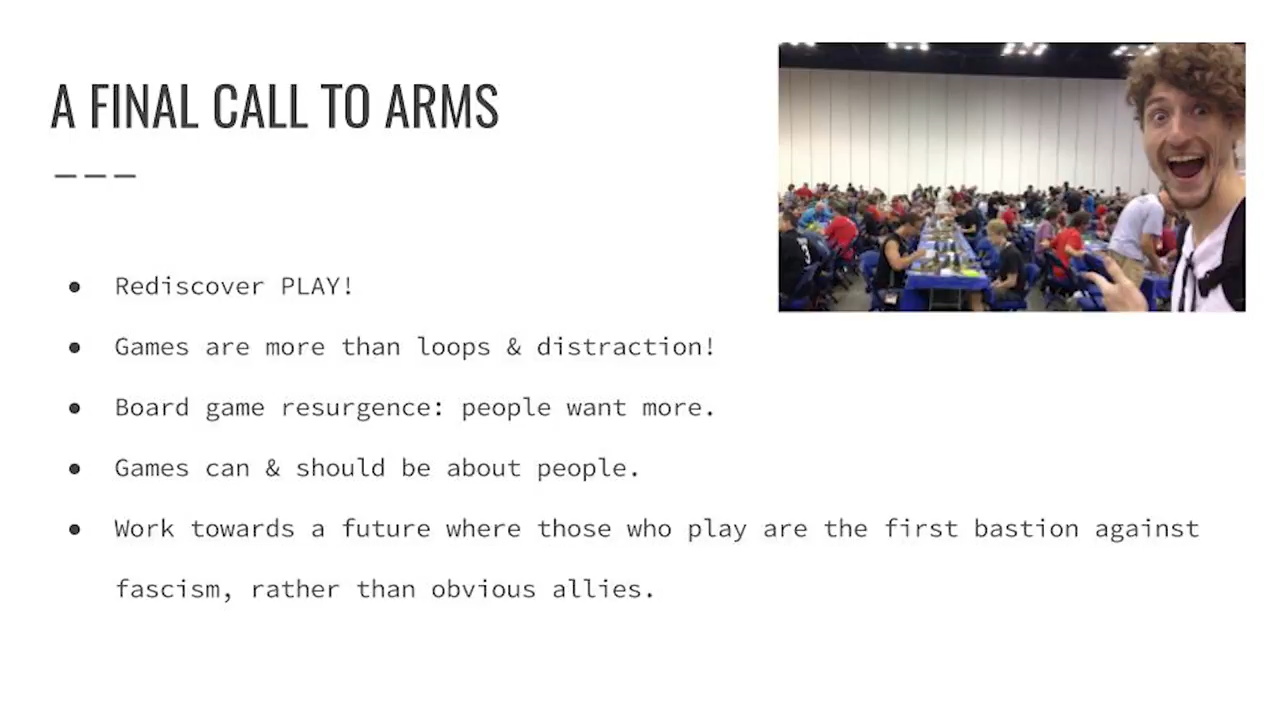 A FINAL CALL TO ARMS
● Rediscover PLAY!
● Games are more than loops & distraction!
● Board game resurgence: people want more.
● Games can & should be about people.
● Work towards a future where those who play are the first bastion against
fascism, rather than obvious allies.